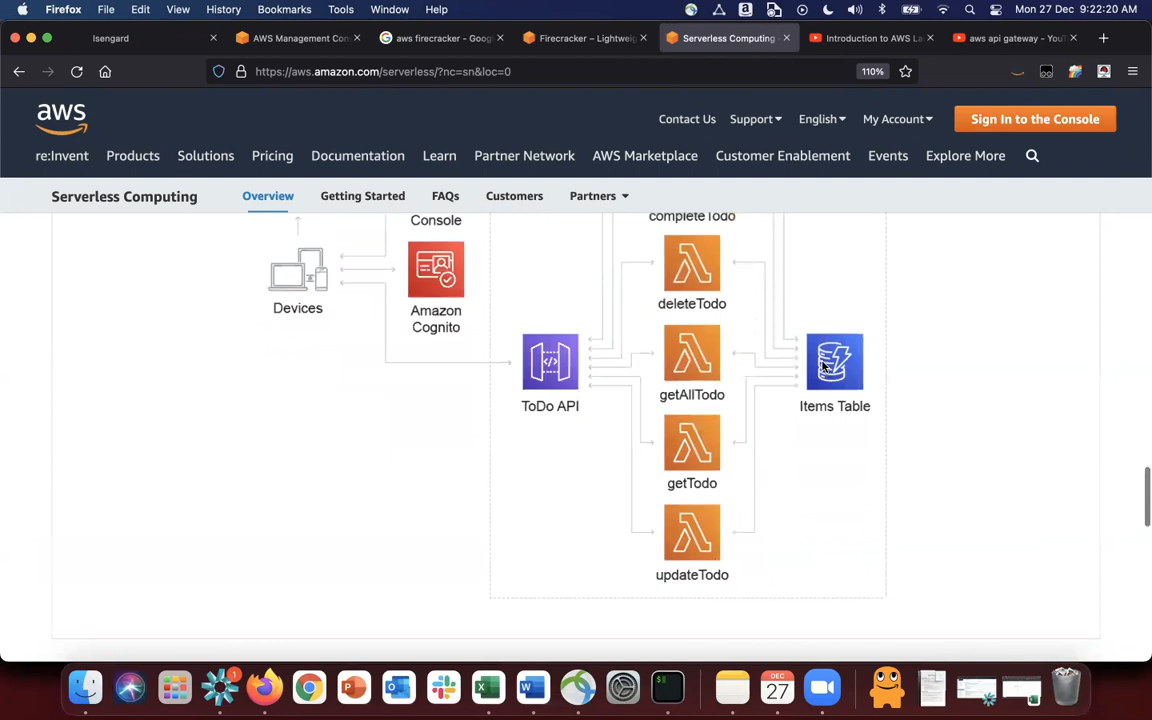 Firefox File Edit View History Bookmarks Tools Window Help Mon 27 Dec 9:22:20 AM
Isengard AWS Management Con aws firecracker - Goog Firecracker – Lightweig Serverless Computing - Introduction to AWS La aws api gateway - YouT
https://aws.amazon.com/serverless/?nc=sn&loc=0 110%
aws
Contact Us Support English My Account Sign In to the Console
re:Invent Products Solutions Pricing Documentation Learn Partner Network AWS Marketplace Customer Enablement Events Explore More
Serverless Computing Overview Getting Started FAQs Customers Partners
Console
completeTodo
Devices
Amazon
Cognito
deleteTodo
getAllTodo
ToDo API
Items Table
getTodo
updateTodo
1
DEC
27